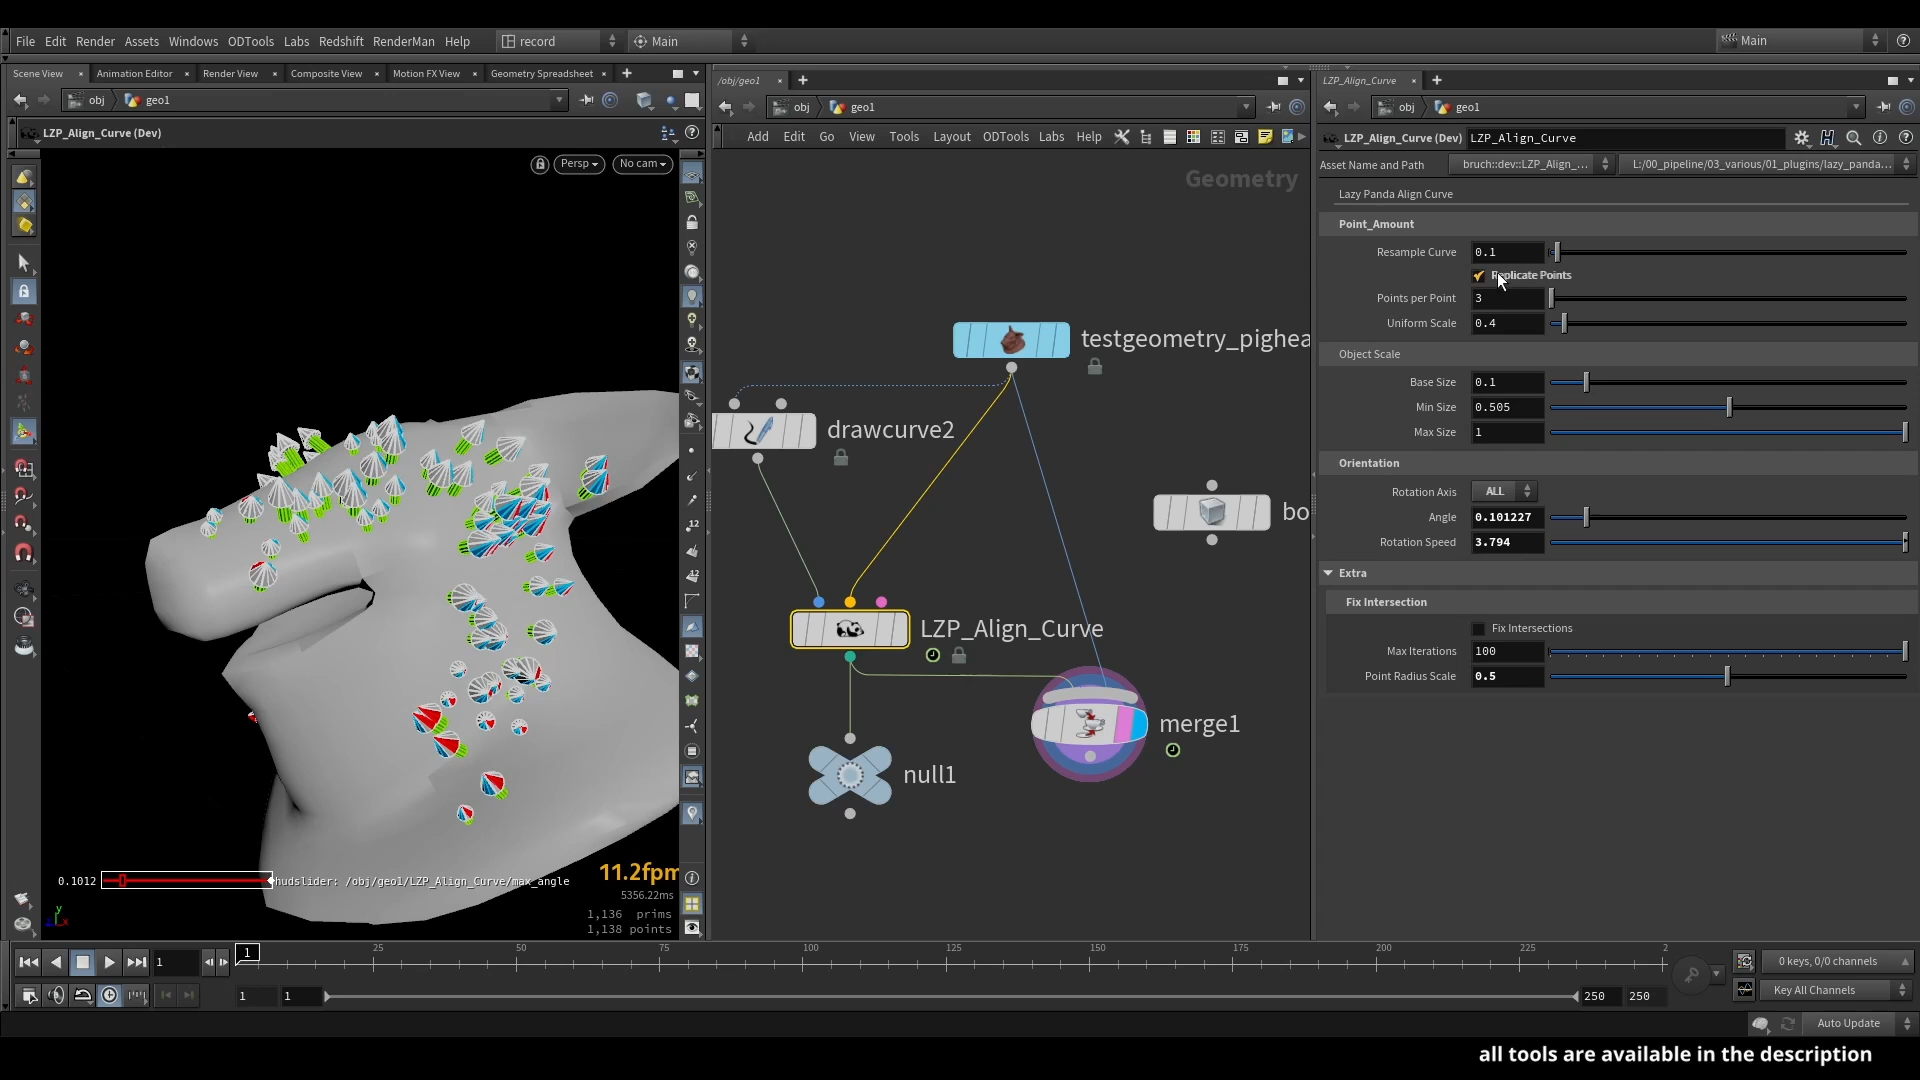 File Edit Render Assets Windows ODTools Labs Redshift RenderMan Help record Main Main
Scene View Animation Editor Render View Composite View Motion FX View Geometry Spreadsheet
obj geo1
LZP_Align_Curve (Dev)
Persp No cam
0.1012 hudslider: /obj/geo1/LZP_Align_Curve/max_angle
11.2fpm
5356.22ms
1,136 prims
1,138 points
y
x
/obj/geo1
obj geo1
Add Edit Go View Tools Layout ODTools Labs Help
Geometry
testgeometry_pighea
drawcurve2
bo
LZP_Align_Curve
merge1
null1
LZP_Align_Curve
obj geo1
LZP_Align_Curve (Dev) LZP_Align_Curve
Asset Name and Path bruch::dev::LZP_Align_... L:/00_pipeline/03_various/01_plugins/lazy_panda...
Lazy Panda Align Curve
Point_Amount
Resample Curve 0.1
Replicate Points
Points per Point 3
Uniform Scale 0.4
Object Scale
Base Size 0.1
Min Size 0.505
Max Size 1
Orientation
Rotation Axis ALL
Angle 0.101227
Rotation Speed 3.794
Extra
Fix Intersection
Fix Intersections
Max Iterations 100
Point Radius Scale 0.5
1 1 25 50 75 100 125 150 175 200 225 2
0 keys, 0/0 channels
1 1 250 250
Key All Channels
Auto Update
all tools are available in the description